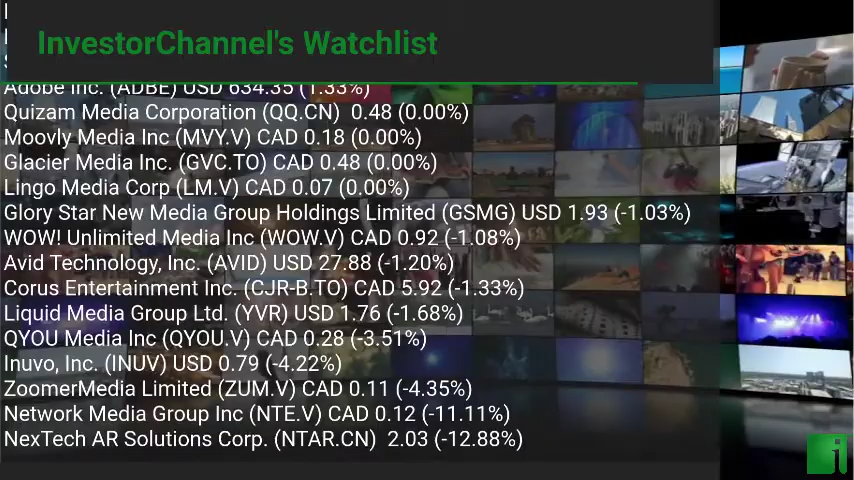 InvestorChannel's Watchlist
Adobe Inc. (ADBE) USD 634.35 (1.33%)
Quizam Media Corporation (QQ.CN) 0.48 (0.00%)
Moovly Media Inc (MVY.V) CAD 0.18 (0.00%)
Glacier Media Inc. (GVC.TO) CAD 0.48 (0.00%)
Lingo Media Corp (LM.V) CAD 0.07 (0.00%)
Glory Star New Media Group Holdings Limited (GSMG) USD 1.93 (-1.03%)
WOW! Unlimited Media Inc (WOW.V) CAD 0.92 (-1.08%)
Avid Technology, Inc. (AVID) USD 27.88 (-1.20%)
Corus Entertainment Inc. (CJR-B.TO) CAD 5.92 (-1.33%)
Liquid Media Group Ltd. (YVR) USD 1.76 (-1.68%)
QYOU Media Inc (QYOU.V) CAD 0.28 (-3.51%)
Inuvo, Inc. (INUV) USD 0.79 (-4.22%)
ZoomerMedia Limited (ZUM.V) CAD 0.11 (-4.35%)
Network Media Group Inc (NTE.V) CAD 0.12 (-11.11%)
NexTech AR Solutions Corp. (NTAR.CN) 2.03 (-12.88%)
i